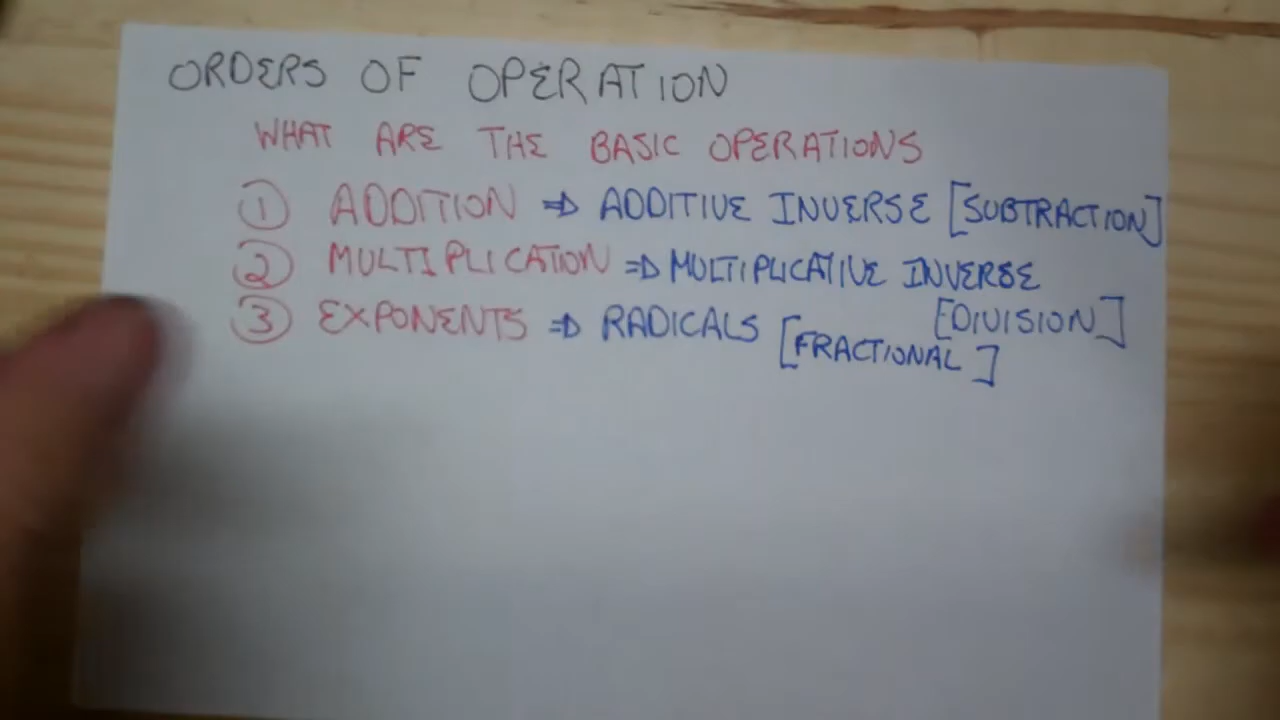 ORDERS OF OPERATION
WHAT ARE THE BASIC OPERATIONS
① ADDITION ⇒ ADDITIVE INVERSE [SUBTRACTION]
② MULTIPLICATION ⇒ MULTIPLICATIVE INVERSE
[DIVISION]
③ EXPONENTS ⇒ RADICALS
[FRACTIONAL ]